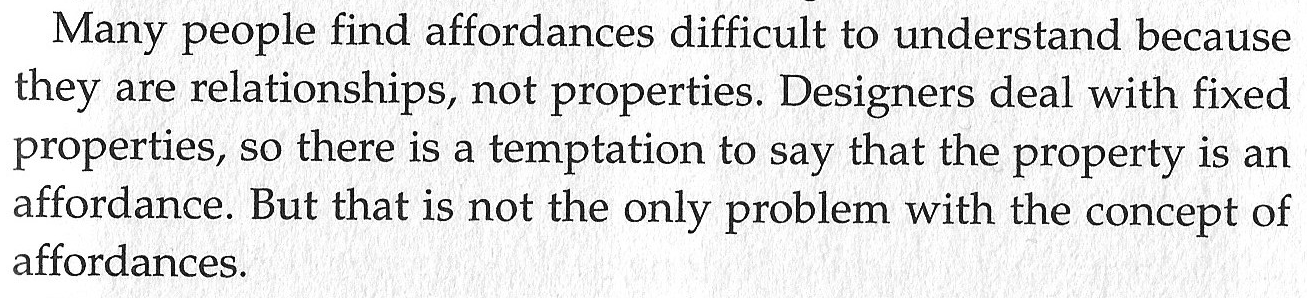 Many people find affordances difficult to understand because
they are relationships, not properties. Designers deal with fixed
properties, so there is a temptation to say that the property is an
affordance. But that is not the only problem with the concept of
affordances.